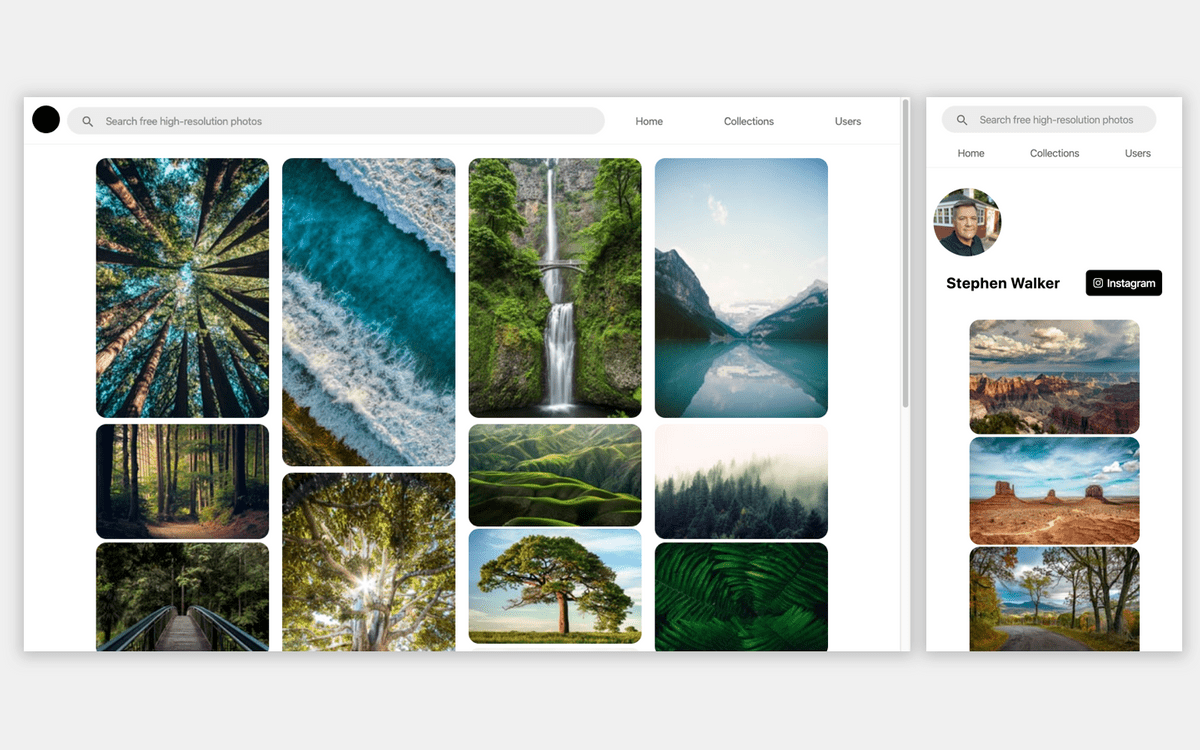 Search free high-resolution photos
Home
Collections
Users
Search free high-resolution photos
Home
Collections
Users
Stephen Walker
Instagram